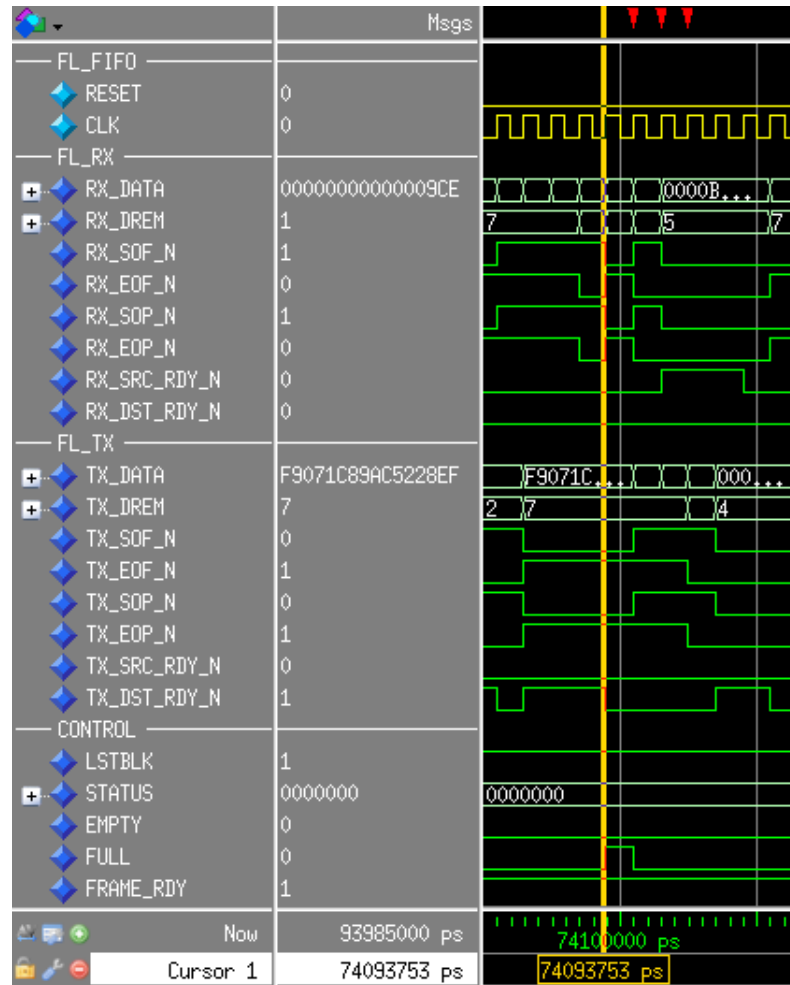 Msgs
FL_FIFO
RESET 0
CLK 0
FL_RX
RX_DATA 00000000000009CE 0000B...
RX_DREM 1 7 5 7
RX_SOF_N 1
RX_EOF_N 0
RX_SOP_N 1
RX_EOP_N 0
RX_SRC_RDY_N 0
RX_DST_RDY_N 0
FL_TX
TX_DATA F9071C89AC5228EF F9071C... 000...
TX_DREM 7 2 7 4
TX_SOF_N 0
TX_EOF_N 1
TX_SOP_N 0
TX_EOP_N 1
TX_SRC_RDY_N 0
TX_DST_RDY_N 1
CONTROL
LSTBLK 1
STATUS 0000000 0000000
EMPTY 0
FULL 0
FRAME_RDY 1
Now 93985000 ps 74100000 ps
Cursor 1 74093753 ps 74093753 ps